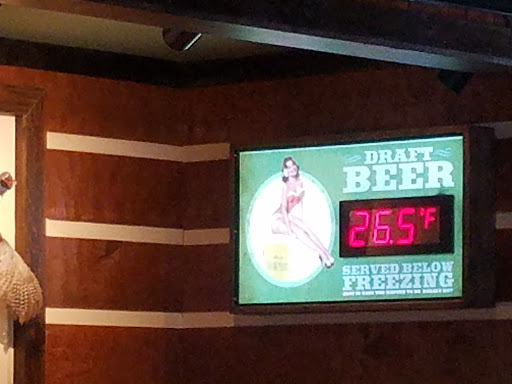 DRAFT
BEER
26.5°F
SERVED BELOW
FREEZING